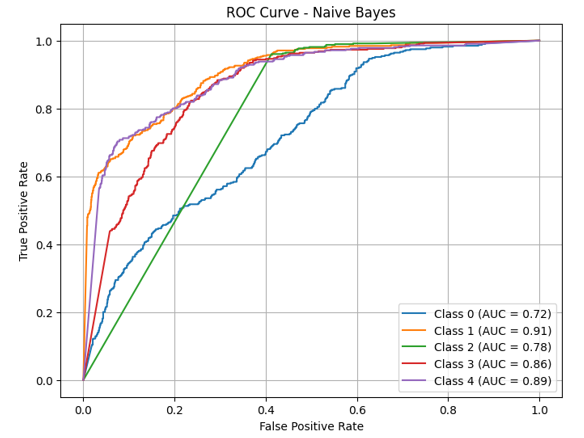 ROC Curve - Naive Bayes
1.0
0.8
0.6
0.4
0.2
0.0
True Positive Rate
Class 0 (AUC = 0.72)
Class 1 (AUC = 0.91)
Class 2 (AUC = 0.78)
Class 3 (AUC = 0.86)
Class 4 (AUC = 0.89)
0.0 0.2 0.4 0.6 0.8 1.0
False Positive Rate